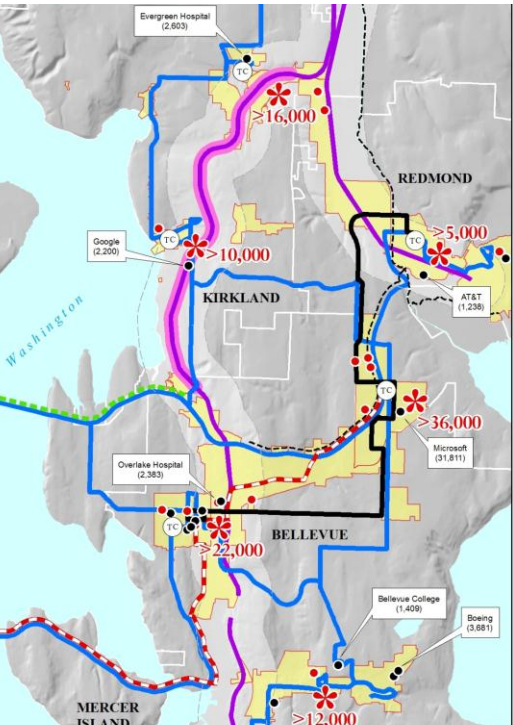 Evergreen Hospital
(2,603)
TC
>16,000
REDMOND
TC
>5,000
TC
>10,000
Google
(2,200)
AT&T
(1,238)
KIRKLAND
Washington
TC
>36,000
Microsoft
(31,811)
Overlake Hospital
(2,383)
TC
BELLEVUE
>22,000
Bellevue College
(1,409)
Boeing
(3,681)
MERCER
ISLAND
>12,000